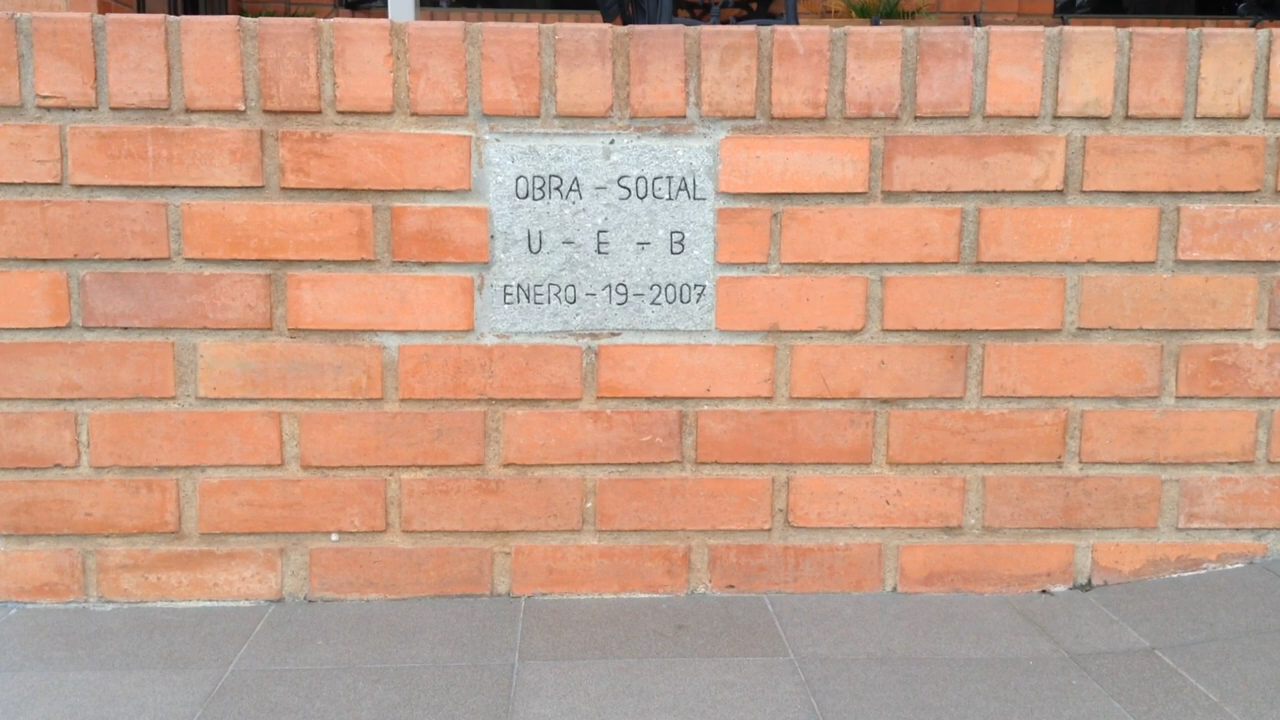 OBRA - SOCIAL
U - E - B
ENERO - 19 - 2007